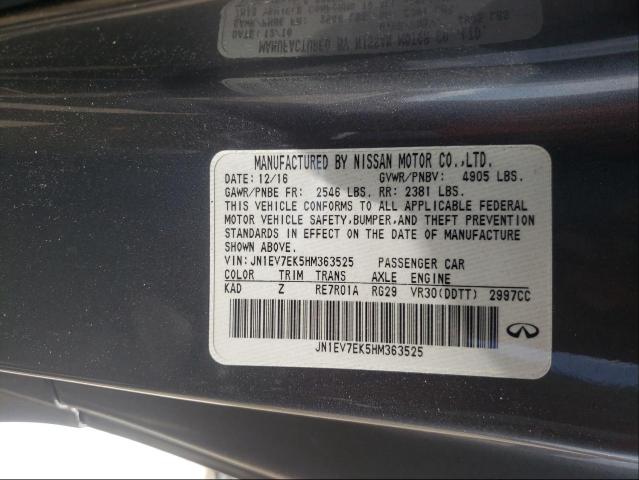 MANUFACTURED BY NISSAN MOTOR CO.,LTD.
DATE: 12/16 GVWR/PNBV: 4905 LBS.
GAWR/PNBE FR: 2546 LBS. RR: 2381 LBS.
THIS VEHICLE CONFORMS TO ALL APPLICABLE FEDERAL
MOTOR VEHICLE SAFETY, BUMPER, AND THEFT PREVENTION
STANDARDS IN EFFECT ON THE DATE OF MANUFACTURE
SHOWN ABOVE.
VIN: JN1EV7EK5HM363525 PASSENGER CAR
COLOR TRIM TRANS AXLE ENGINE
KAD Z RE7R01A RG29 VR30(DDTT) 2997CC
JN1EV7EK5HM363525